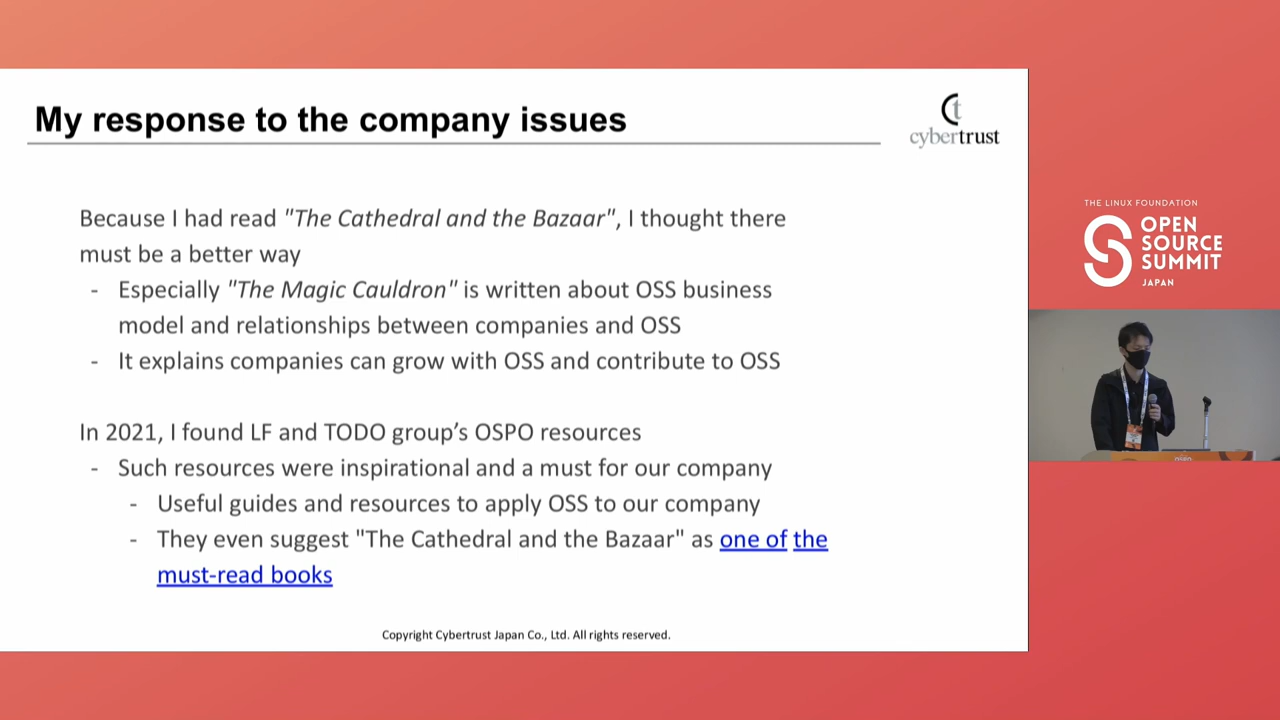 My response to the company issues
cybertrust
Because I had read "The Cathedral and the Bazaar", I thought there
must be a better way
- Especially "The Magic Cauldron" is written about OSS business
model and relationships between companies and OSS
- It explains companies can grow with OSS and contribute to OSS
In 2021, I found LF and TODO group’s OSPO resources
- Such resources were inspirational and a must for our company
- Useful guides and resources to apply OSS to our company
- They even suggest "The Cathedral and the Bazaar" as one of the
must-read books
Copyright Cybertrust Japan Co., Ltd. All rights reserved.
THE LINUX FOUNDATION
OPEN
SOURCE
SUMMIT
JAPAN